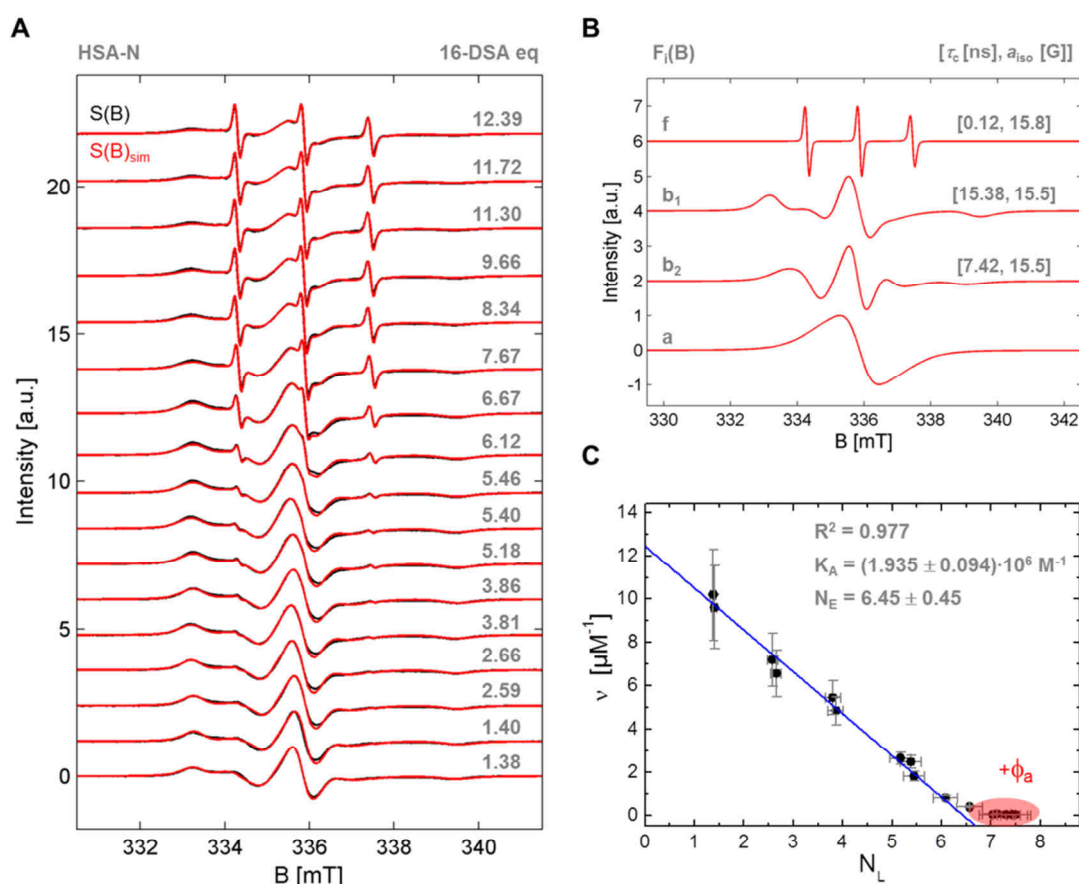 A
HSA-N 16-DSA eq
S(B)
S(B)sim
12.39
11.72
11.30
9.66
8.34
7.67
6.67
6.12
5.46
5.40
5.18
3.86
3.81
2.66
2.59
1.40
1.38
20
15
10
5
0
Intensity [a.u.]
332 334 336 338 340
B [mT]
B
Fi(B) [τc [ns], aiso [G]]
f [0.12, 15.8]
b1 [15.38, 15.5]
b2 [7.42, 15.5]
a
7
6
5
4
3
2
1
0
-1
Intensity [a.u.]
330 332 334 336 338 340 342
B [mT]
C
R² = 0.977
KA = (1.935 ± 0.094)·10⁶ M⁻¹
NE = 6.45 ± 0.45
+ϕa
14
12
10
8
6
4
2
0
ν [µM⁻¹]
0 1 2 3 4 5 6 7 8
NL